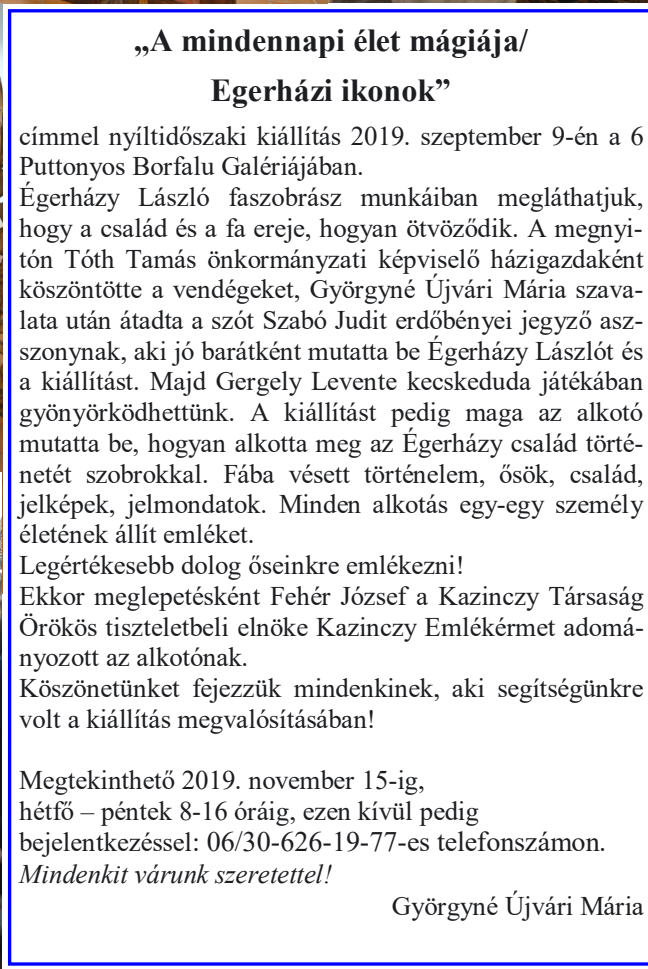 „A mindennapi élet mágiája/
Egerházi ikonok”
címmel nyíltidőszaki kiállítás 2019. szeptember 9-én a 6
Puttonyos Borfalu Galériájában.
Égerházy László faszobrász munkáiban megláthatjuk,
hogy a család és a fa ereje, hogyan ötvöződik. A megnyi-
tón Tóth Tamás önkormányzati képviselő házigazdaként
köszöntötte a vendégeket, Györgyné Újvári Mária szava-
lata után átadta a szót Szabó Judit erdőbényei jegyző asz-
szonynak, aki jó barátként mutatta be Égerházy Lászlót és
a kiállítást. Majd Gergely Levente kecskeduda játékában
gyönyörködhettünk. A kiállítást pedig maga az alkotó
mutatta be, hogyan alkotta meg az Égerházy család törté-
netét szobrokkal. Fába vésett történelem, ősök, család,
jelképek, jelmondatok. Minden alkotás egy-egy személy
életének állít emléket.
Legértékesebb dolog őseinkre emlékezni!
Ekkor meglepetésként Fehér József a Kazinczy Társaság
Örökös tiszteletbeli elnöke Kazinczy Emlékérmet adomá-
nyozott az alkotónak.
Köszönetünket fejezzük mindenkinek, aki segítségünkre
volt a kiállítás megvalósításában!
Megtekinthető 2019. november 15-ig,
hétfő – péntek 8-16 óráig, ezen kívül pedig
bejelentkezéssel: 06/30-626-19-77-es telefonszámon.
Mindenkit várunk szeretettel!
Györgyné Újvári Mária